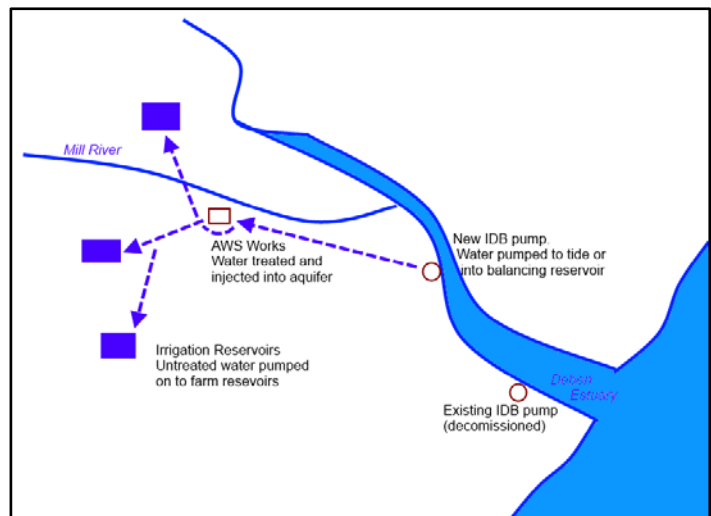 Mill River
AWS Works
Water treated and
injected into aquifer
New IDB pump.
Water pumped to tide or
into balancing reservoir
Irrigation Reservoirs
Untreated water pumped
on to farm resevoirs
Deben
Estuary
Existing IDB pump
(decomissioned)